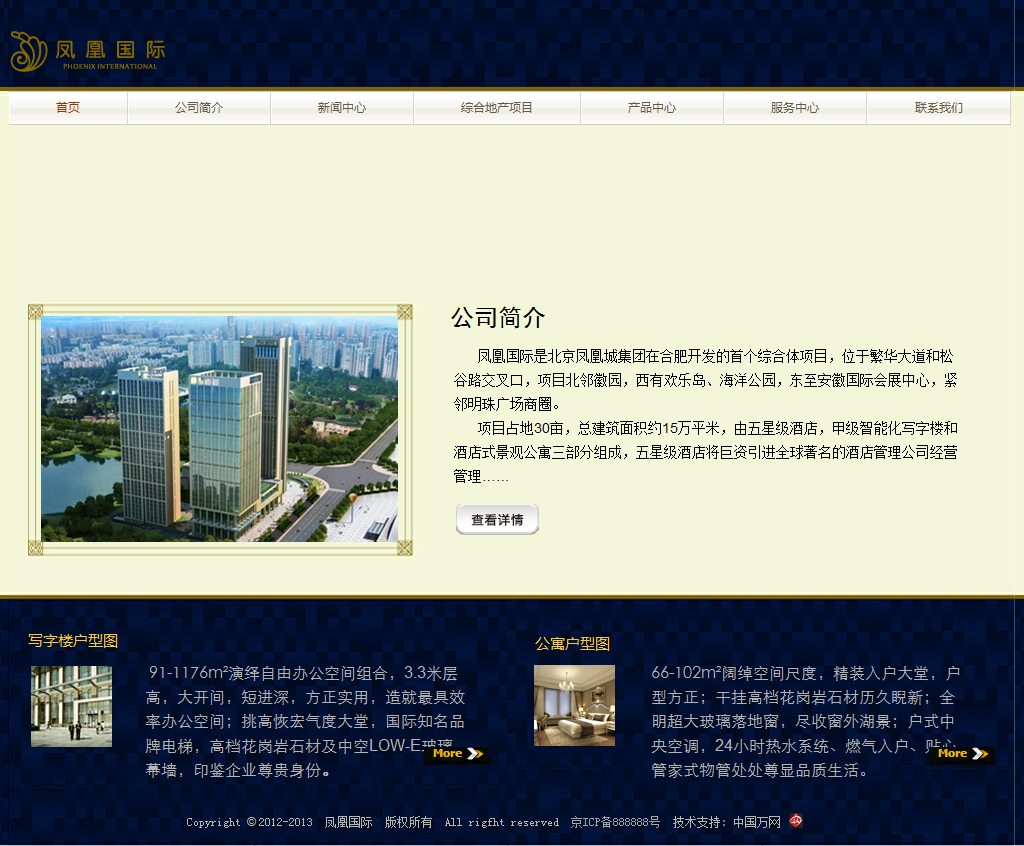 凤凰国际
PHOENIX INTERNATIONAL
首页 公司简介 新闻中心 综合地产项目 产品中心 服务中心 联系我们
公司简介
凤凰国际是北京凤凰城集团在合肥开发的首个综合体项目，位于繁华大道和松
谷路交叉口，项目北邻徽园，西有欢乐岛、海洋公园，东至安徽国际会展中心，紧
邻明珠广场商圈。
项目占地30亩，总建筑面积约15万平米，由五星级酒店，甲级智能化写字楼和
酒店式景观公寓三部分组成，五星级酒店将巨资引进全球著名的酒店管理公司经营
管理……
查看详情
写字楼户型图
91-1176m²演绎自由办公空间组合，3.3米层
高，大开间，短进深，方正实用，造就最具效
率办公空间；挑高恢宏气度大堂，国际知名品
牌电梯，高档花岗岩石材及中空LOW-E玻璃
幕墙，印鉴企业尊贵身份。
More
公寓户型图
66-102m²阔绰空间尺度，精装入户大堂，户
型方正；干挂高档花岗岩石材历久睨新；全
明超大玻璃落地窗，尽收窗外湖景；户式中
央空调，24小时热水系统、燃气入户、贴心
管家式物管处处尊显品质生活。
More
Copyright ©2012-2013 凤凰国际 版权所有 All rigfht reserved 京ICP备888888号 技术支持：中国万网